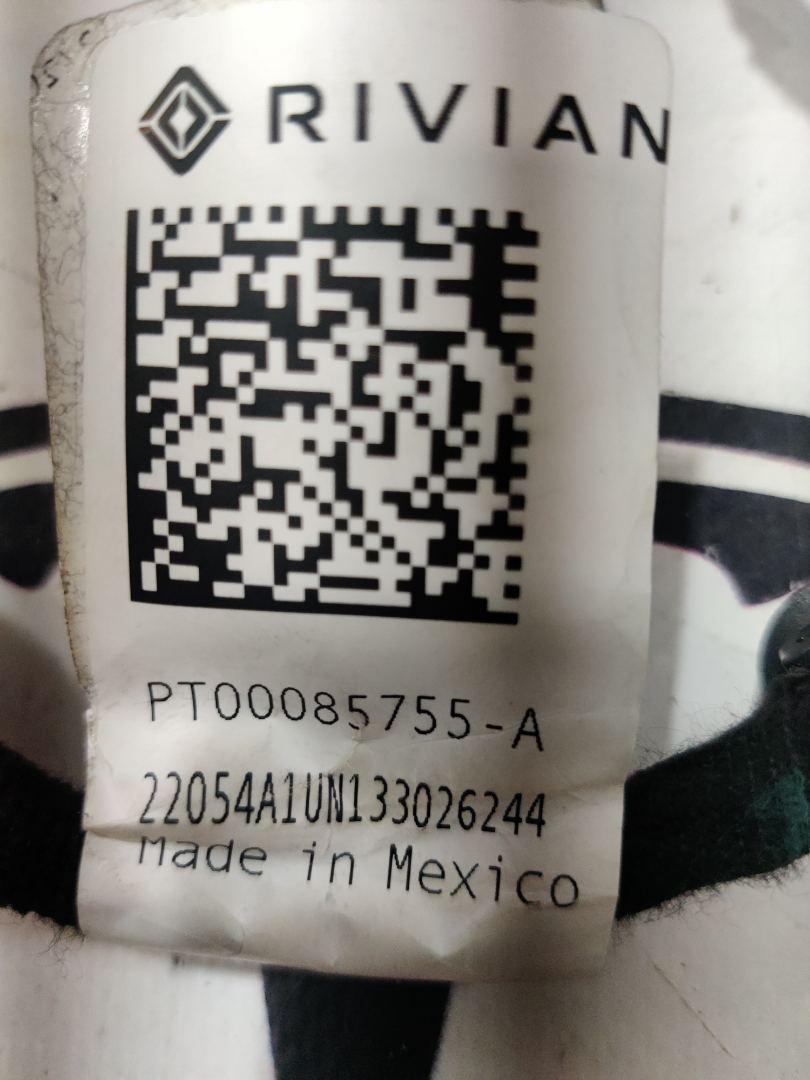 RIVIAN
PT00085755-A
22054A1UN133026244
Made in Mexico